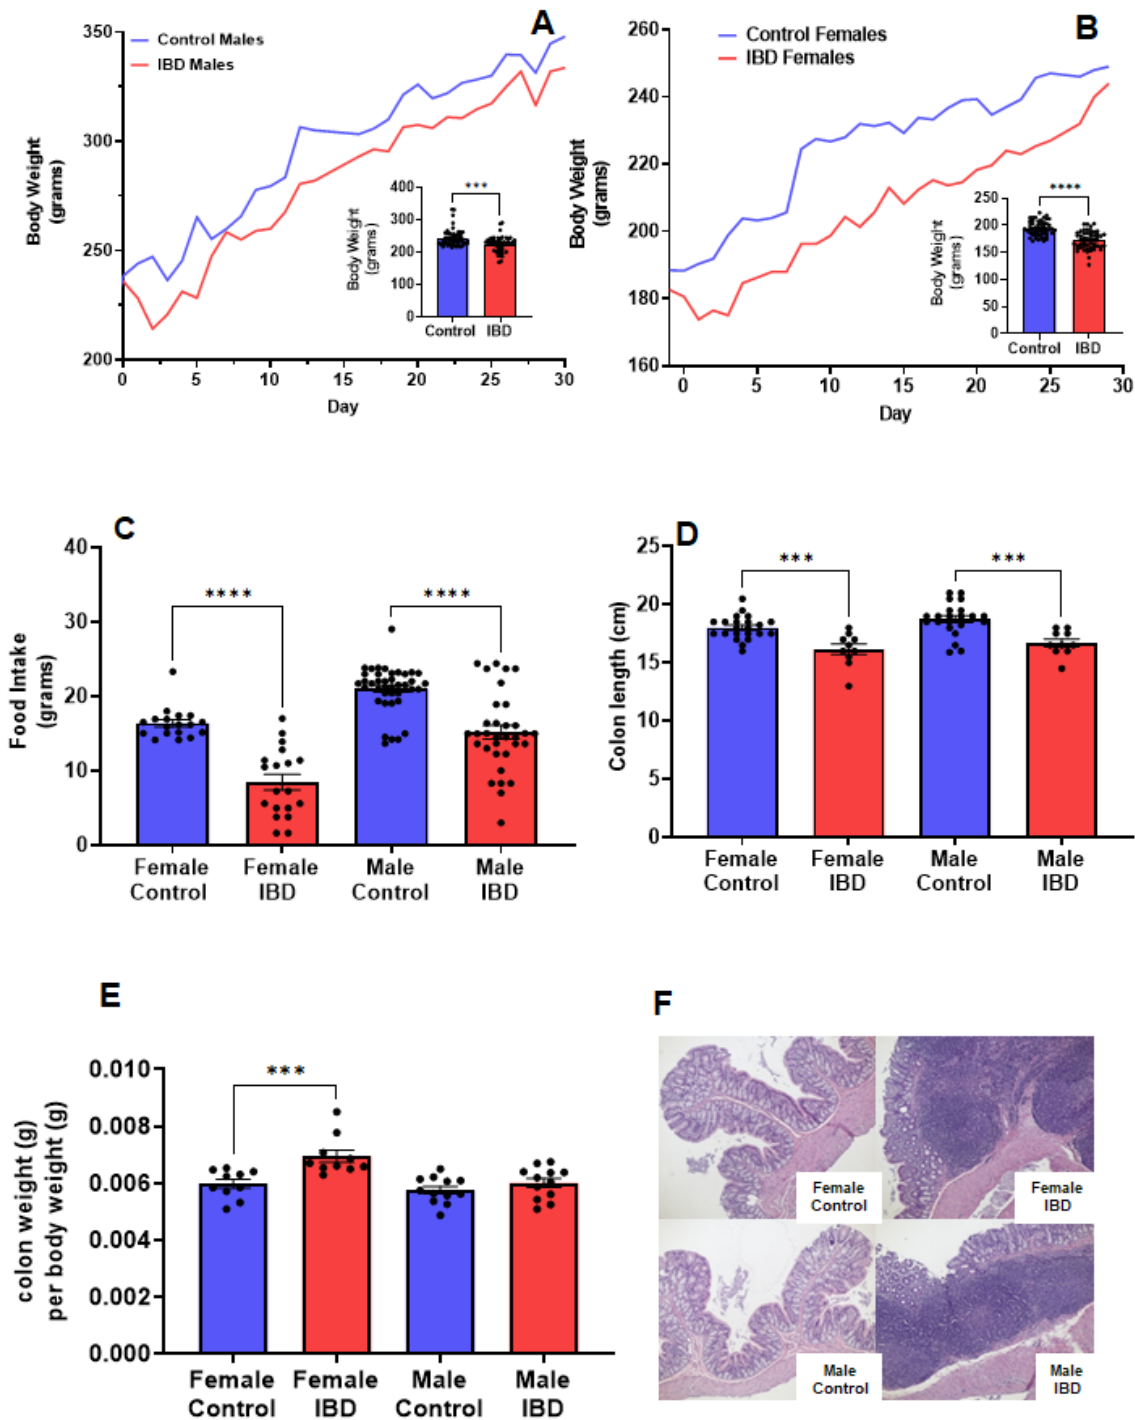 A
Control Males
IBD Males
350
300
250
200
Body Weight
(grams)
0 5 10 15 20 25 30
Day
***
400
300
200
100
0
Body Weight
(grams)
Control IBD
B
Control Females
IBD Females
260
240
220
200
180
160
Body Weight
(grams)
0 5 10 15 20 25 30
Day
****
250
200
150
100
50
0
Body Weight
(grams)
Control IBD
C
40
30
20
10
0
Food Intake
(grams)
**** ****
Female Female Male Male
Control IBD Control IBD
D
25
20
15
10
5
0
Colon length (cm)
*** ***
Female Female Male Male
Control IBD Control IBD
E
0.010
0.008
0.006
0.004
0.002
0.000
colon weight (g)
per body weight (g)
***
Female Female Male Male
Control IBD Control IBD
F
Female
Control
Female
IBD
Male
Control
Male
IBD